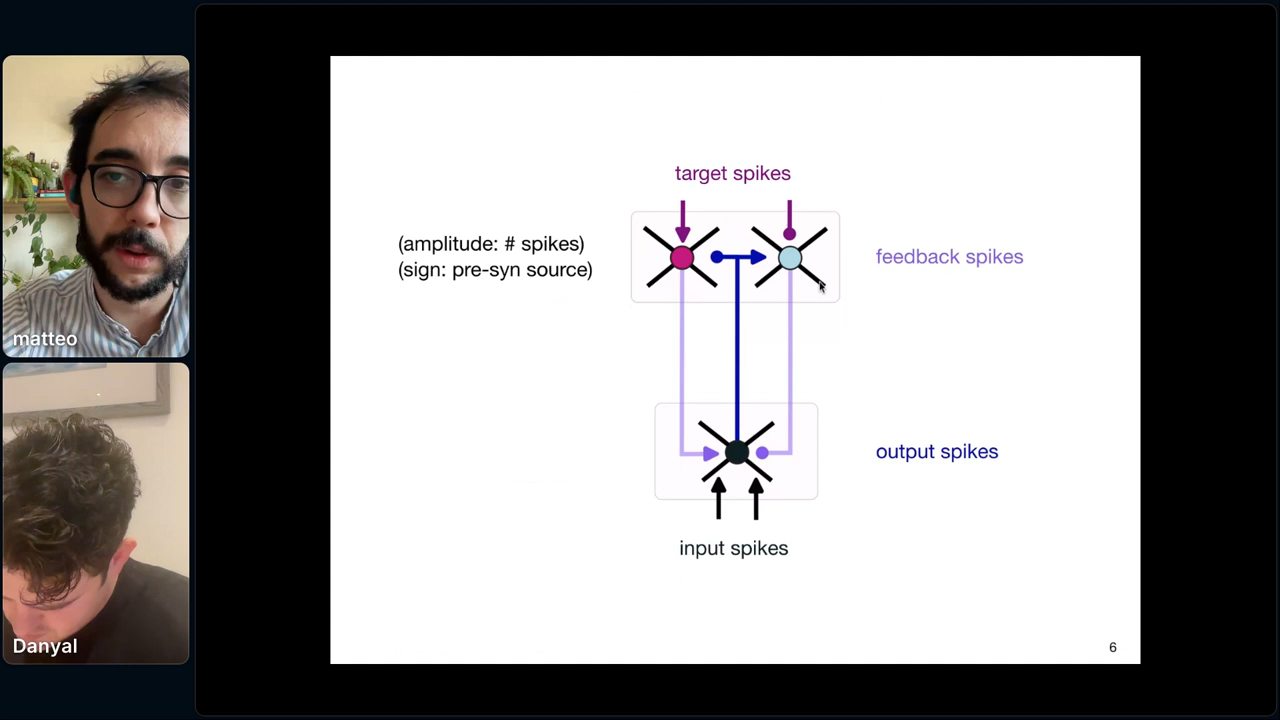 target spikes
(amplitude: # spikes)
(sign: pre-syn source)
feedback spikes
output spikes
input spikes
6
matteo
Danyal